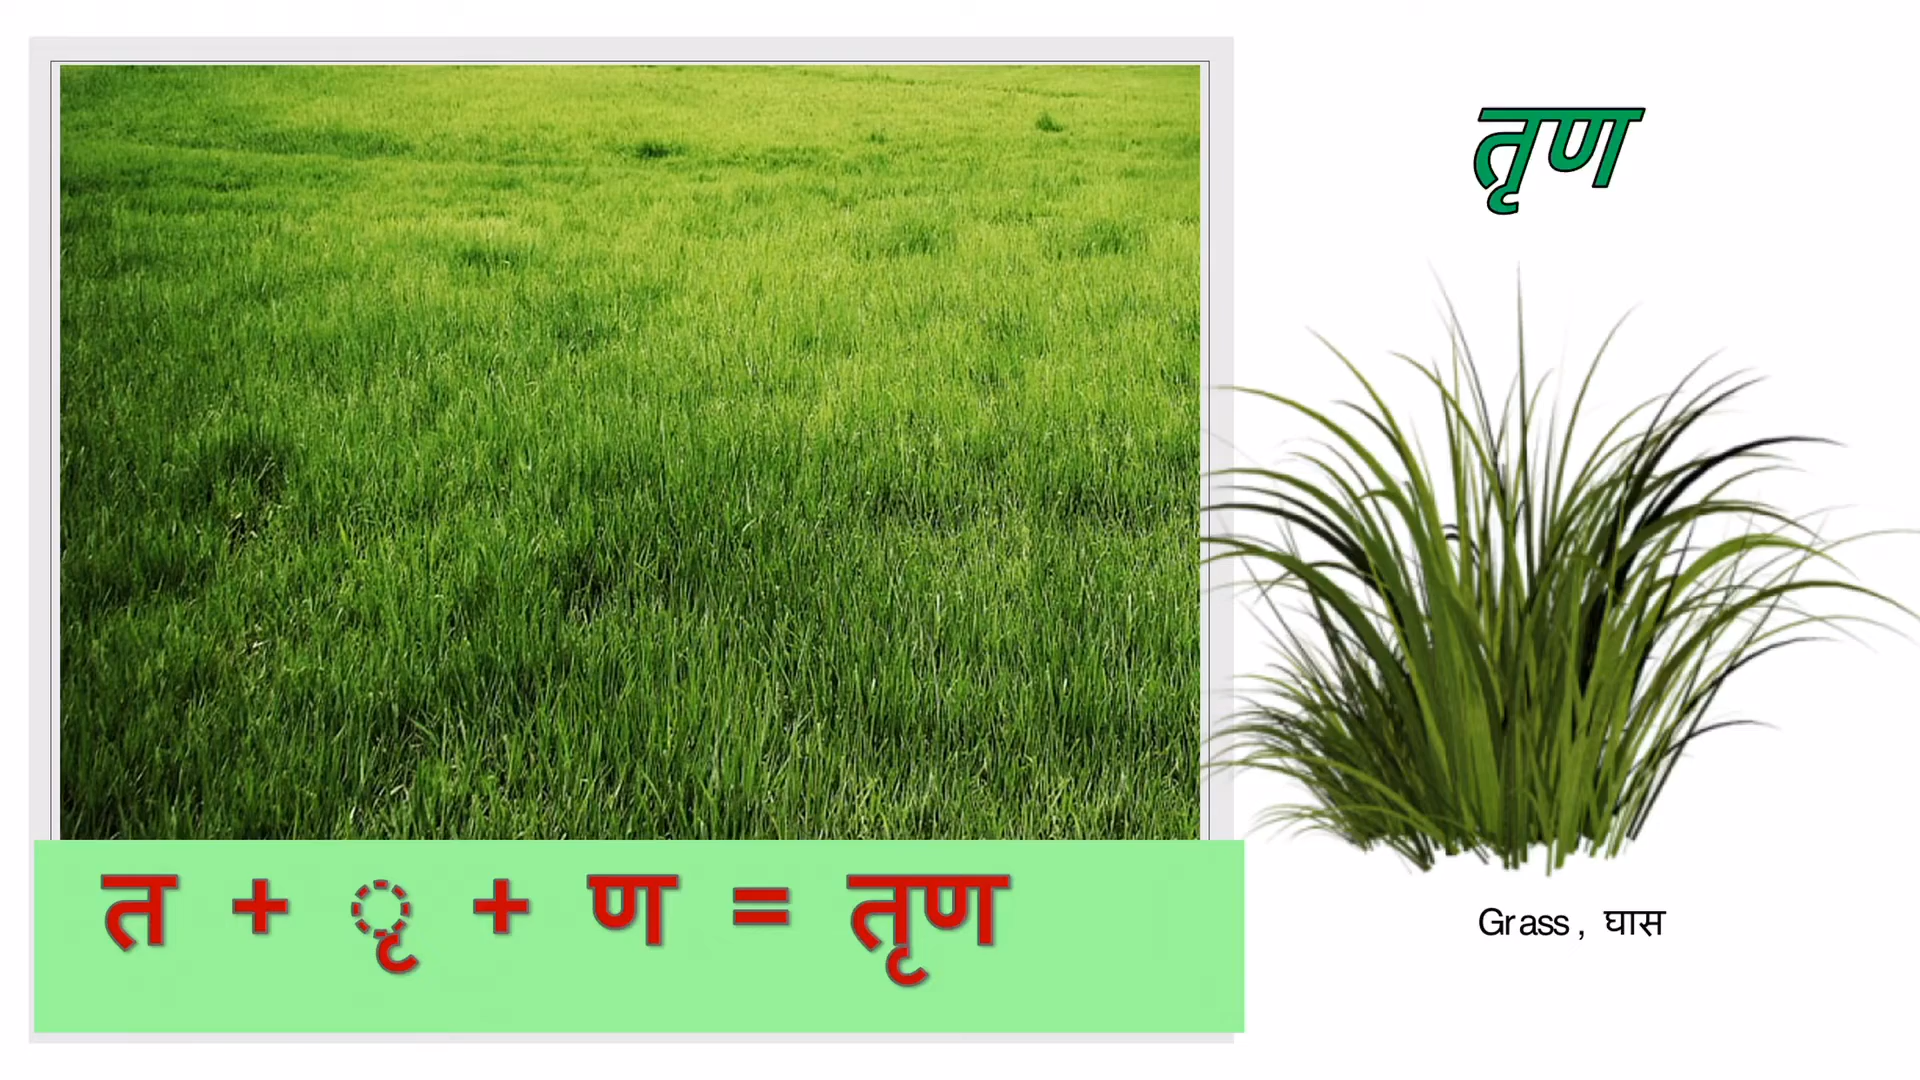 तृण
त + ृ + ण = तृण
Grass, घास